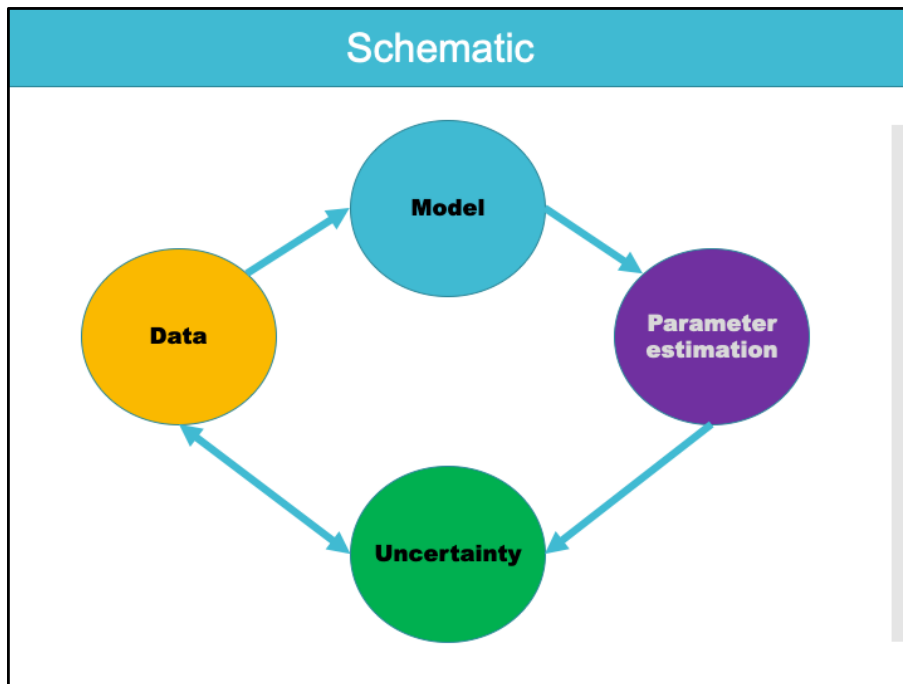 Schematic
Model
Data
Parameter
estimation
Uncertainty